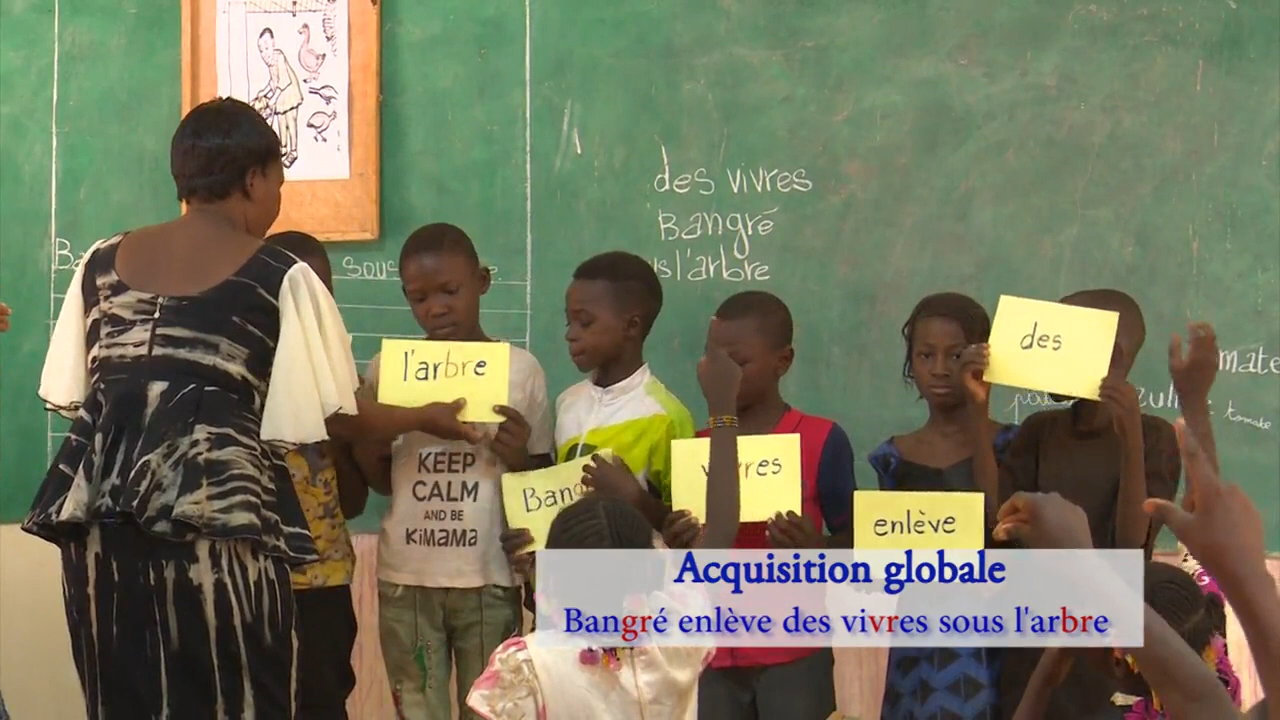 des vivres
Bangré
l'arbre
sous
l'arbre
des
KEEP
CALM
AND BE
KiMAMA
enlève
tomate
Acquisition globale
Bangré enlève des vivres sous l'arbre